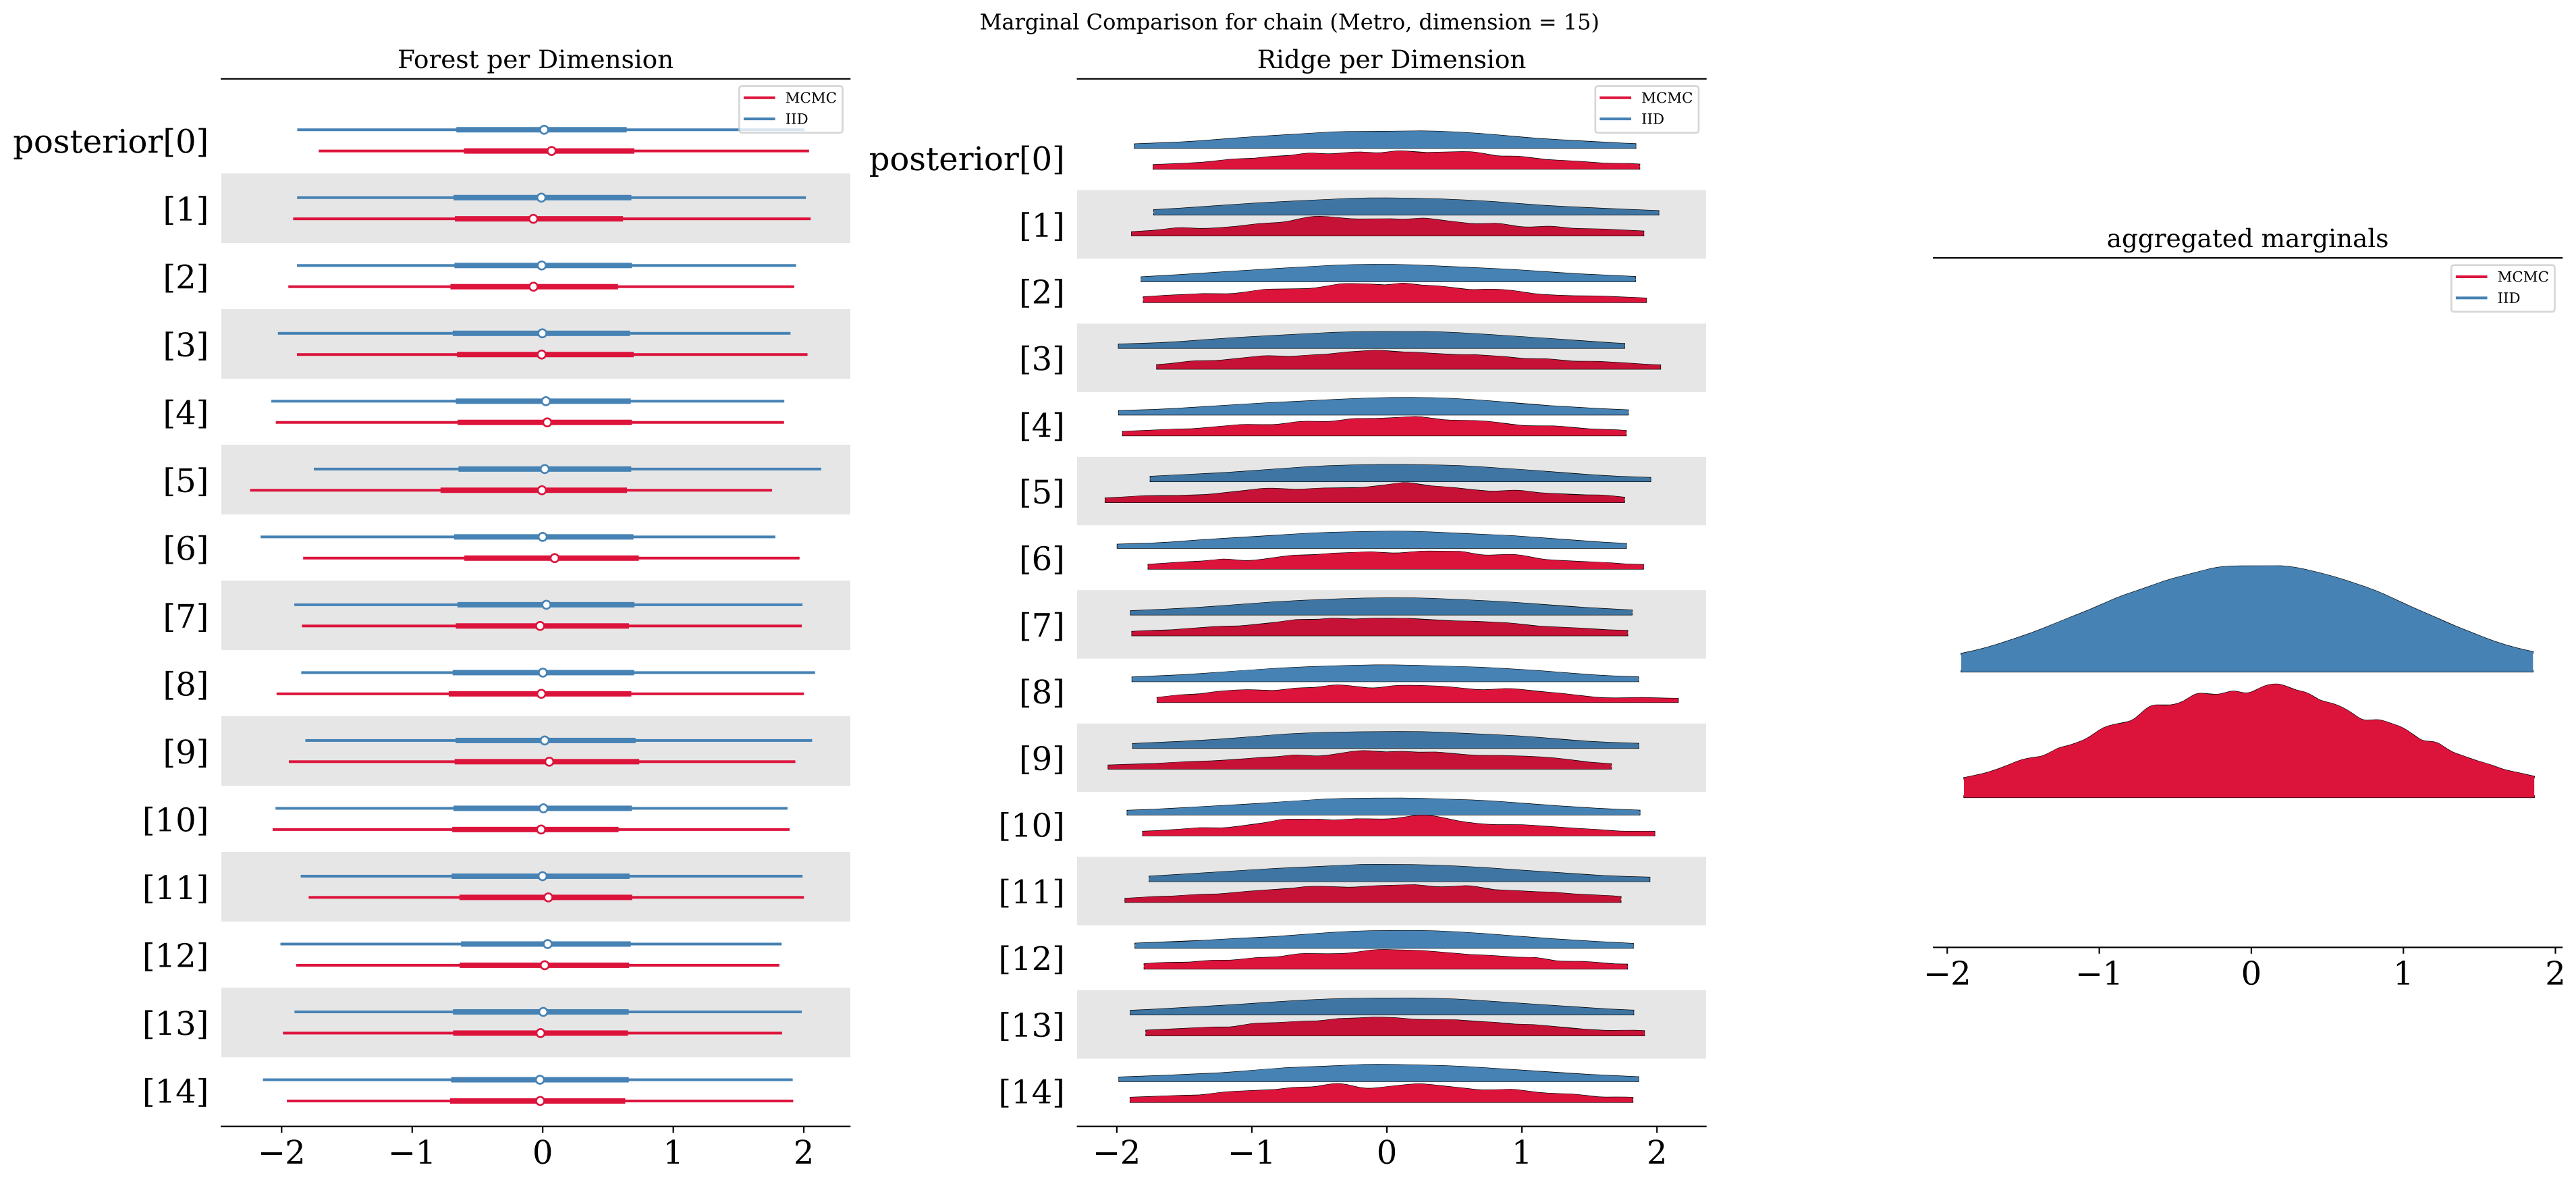 Marginal Comparison for chain (Metro, dimension = 15)
Forest per Dimension
MCMC
IID
posterior[0]
[1]
[2]
[3]
[4]
[5]
[6]
[7]
[8]
[9]
[10]
[11]
[12]
[13]
[14]
−2 −1 0 1 2
Ridge per Dimension
MCMC
IID
posterior[0]
[1]
[2]
[3]
[4]
[5]
[6]
[7]
[8]
[9]
[10]
[11]
[12]
[13]
[14]
−2 −1 0 1 2
aggregated marginals
MCMC
IID
−2 −1 0 1 2